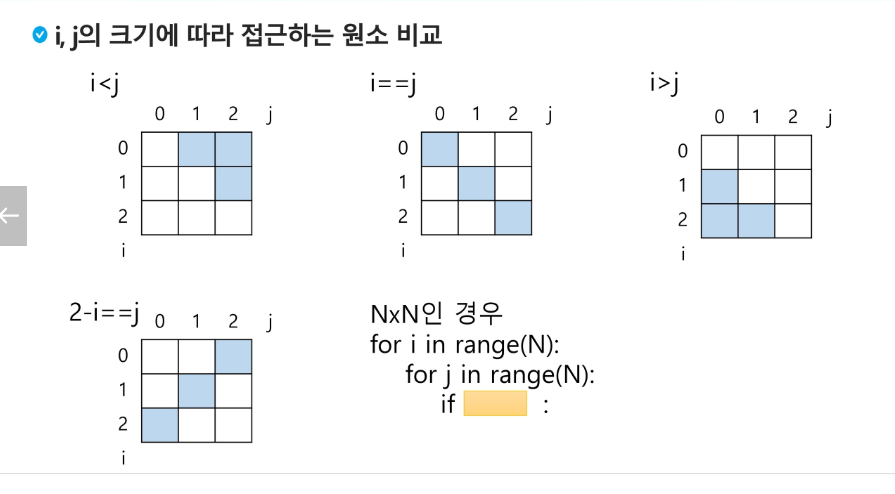 i, j의 크기에 따라 접근하는 원소 비교
i<j
0 1 2 j
0
1
2
i
i==j
0 1 2 j
0
1
2
i
i>j
0 1 2 j
0
1
2
i
2-i==j
0 1 2 j
0
1
2
i
NxN인 경우
for i in range(N):
for j in range(N):
if :